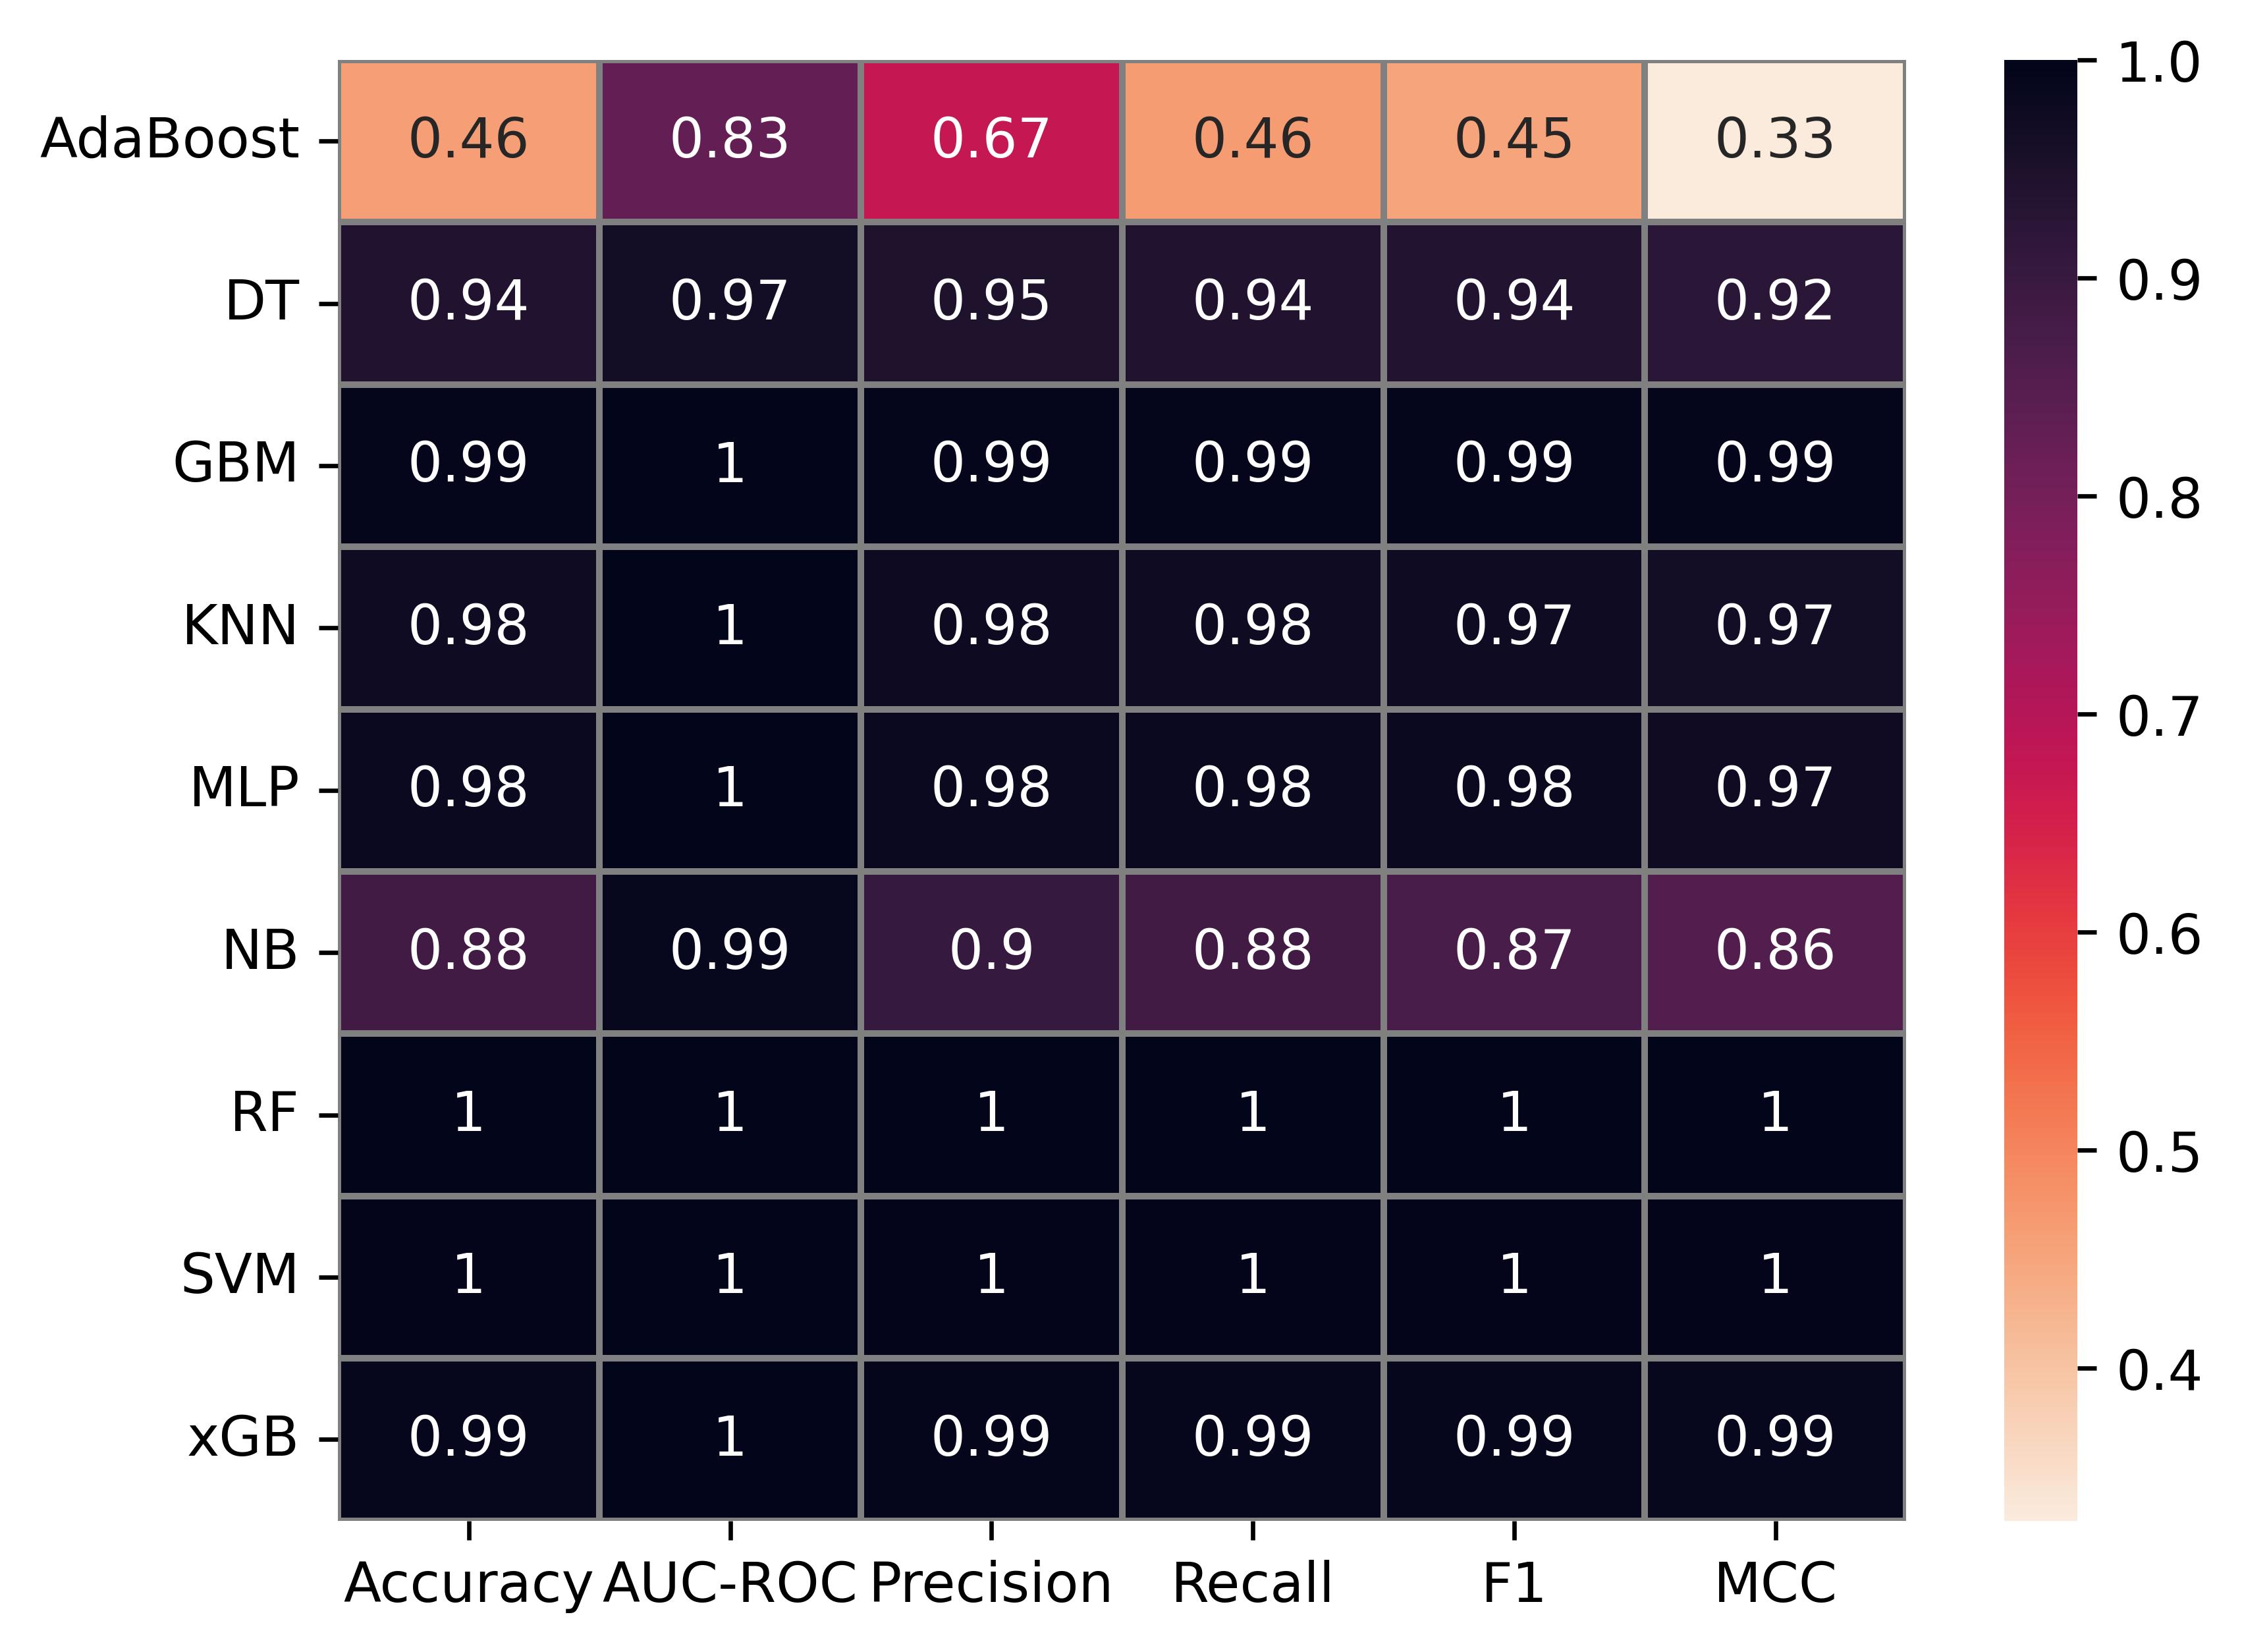 AdaBoost 0.46 0.83 0.67 0.46 0.45 0.33
DT 0.94 0.97 0.95 0.94 0.94 0.92
GBM 0.99 1 0.99 0.99 0.99 0.99
KNN 0.98 1 0.98 0.98 0.97 0.97
MLP 0.98 1 0.98 0.98 0.98 0.97
NB 0.88 0.99 0.9 0.88 0.87 0.86
RF 1 1 1 1 1 1
SVM 1 1 1 1 1 1
xGB 0.99 1 0.99 0.99 0.99 0.99
Accuracy AUC-ROC Precision Recall F1 MCC
1.0
0.9
0.8
0.7
0.6
0.5
0.4